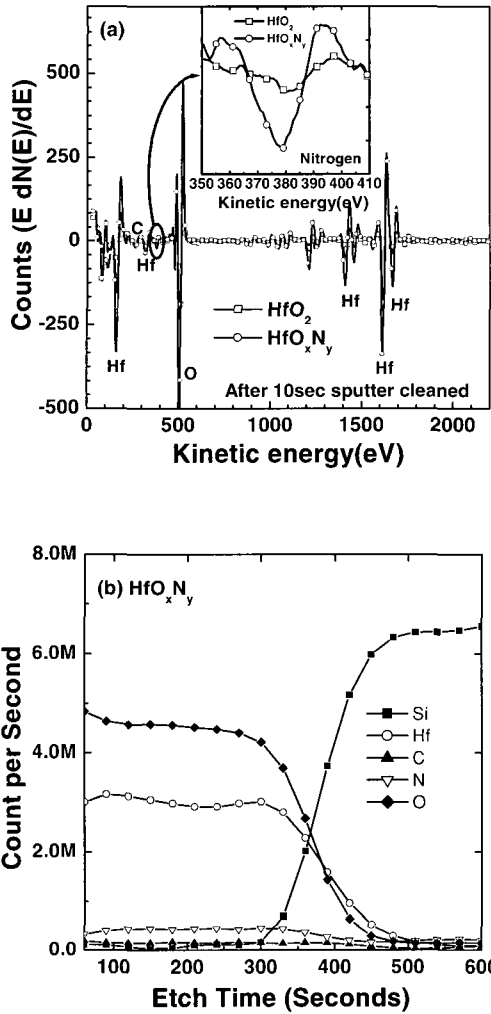 (a)
HfO2
HfOxNy
Nitrogen
350 360 370 380 390 400 410
Kinetic energy(eV)
500
250
0
-250
-500
Counts (E dN(E)/dE)
C
Hf
Hf
O
Hf
Hf
Hf
HfO2
HfOxNy
After 10sec sputter cleaned
0 500 1000 1500 2000
Kinetic energy(eV)
(b) HfOxNy
8.0M
6.0M
4.0M
2.0M
0.0
Count per Second
Si
Hf
C
N
O
100 200 300 400 500 600
Etch Time (Seconds)